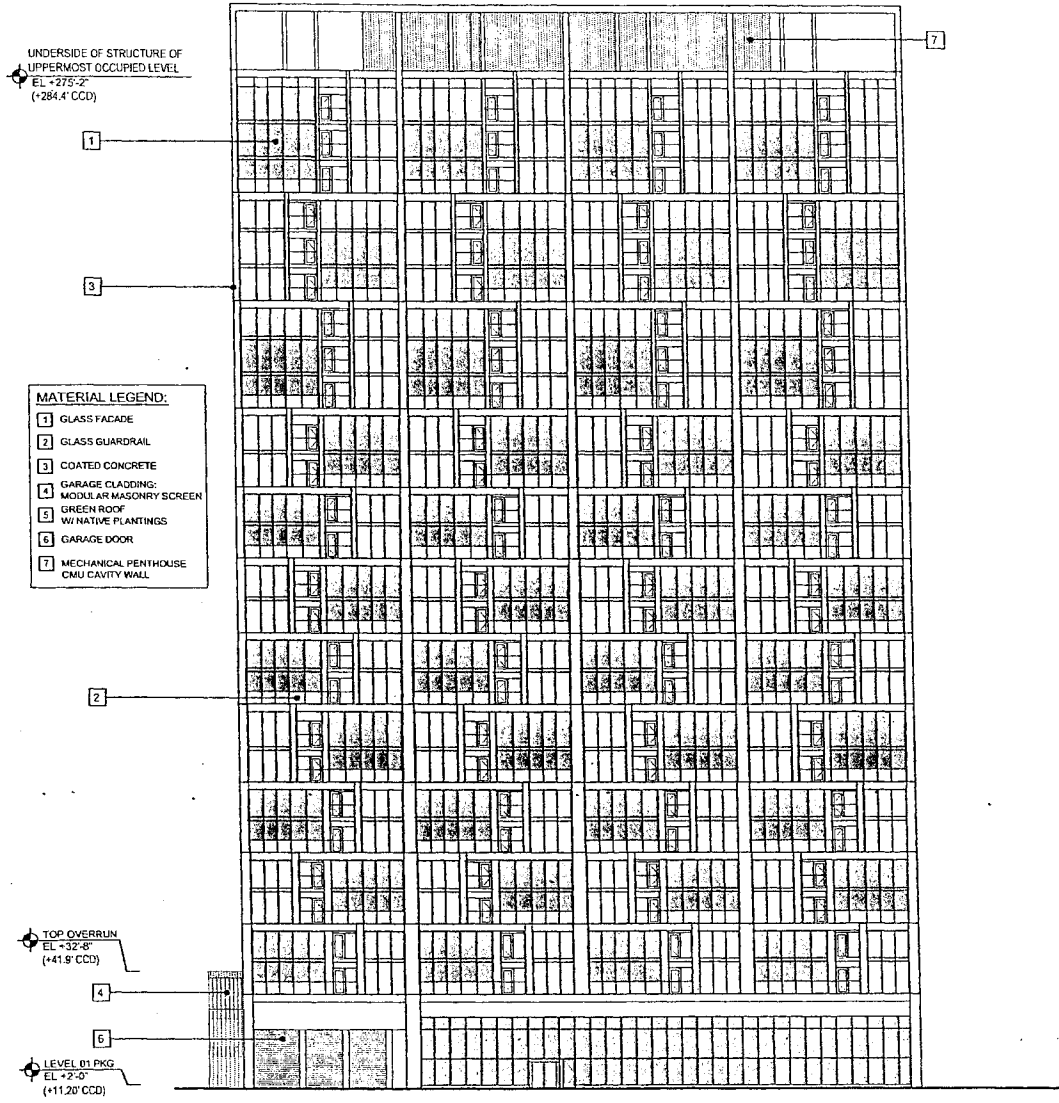 UNDERSIDE OF STRUCTURE OF
UPPERMOST OCCUPIED LEVEL
EL +275'-2"
(+284.4' CCD)
7
1
3
MATERIAL LEGEND:
1 GLASS FACADE
2 GLASS GUARDRAIL
3 COATED CONCRETE
4 GARAGE CLADDING:
MODULAR MASONRY SCREEN
5 GREEN ROOF
W/ NATIVE PLANTINGS
6 GARAGE DOOR
7 MECHANICAL PENTHOUSE
CMU CAVITY WALL
2
TOP OVERRUN
EL +32'-8"
(+41.9' CCD)
4
6
LEVEL 01 PKG
EL +2'-0"
(+11.20' CCD)